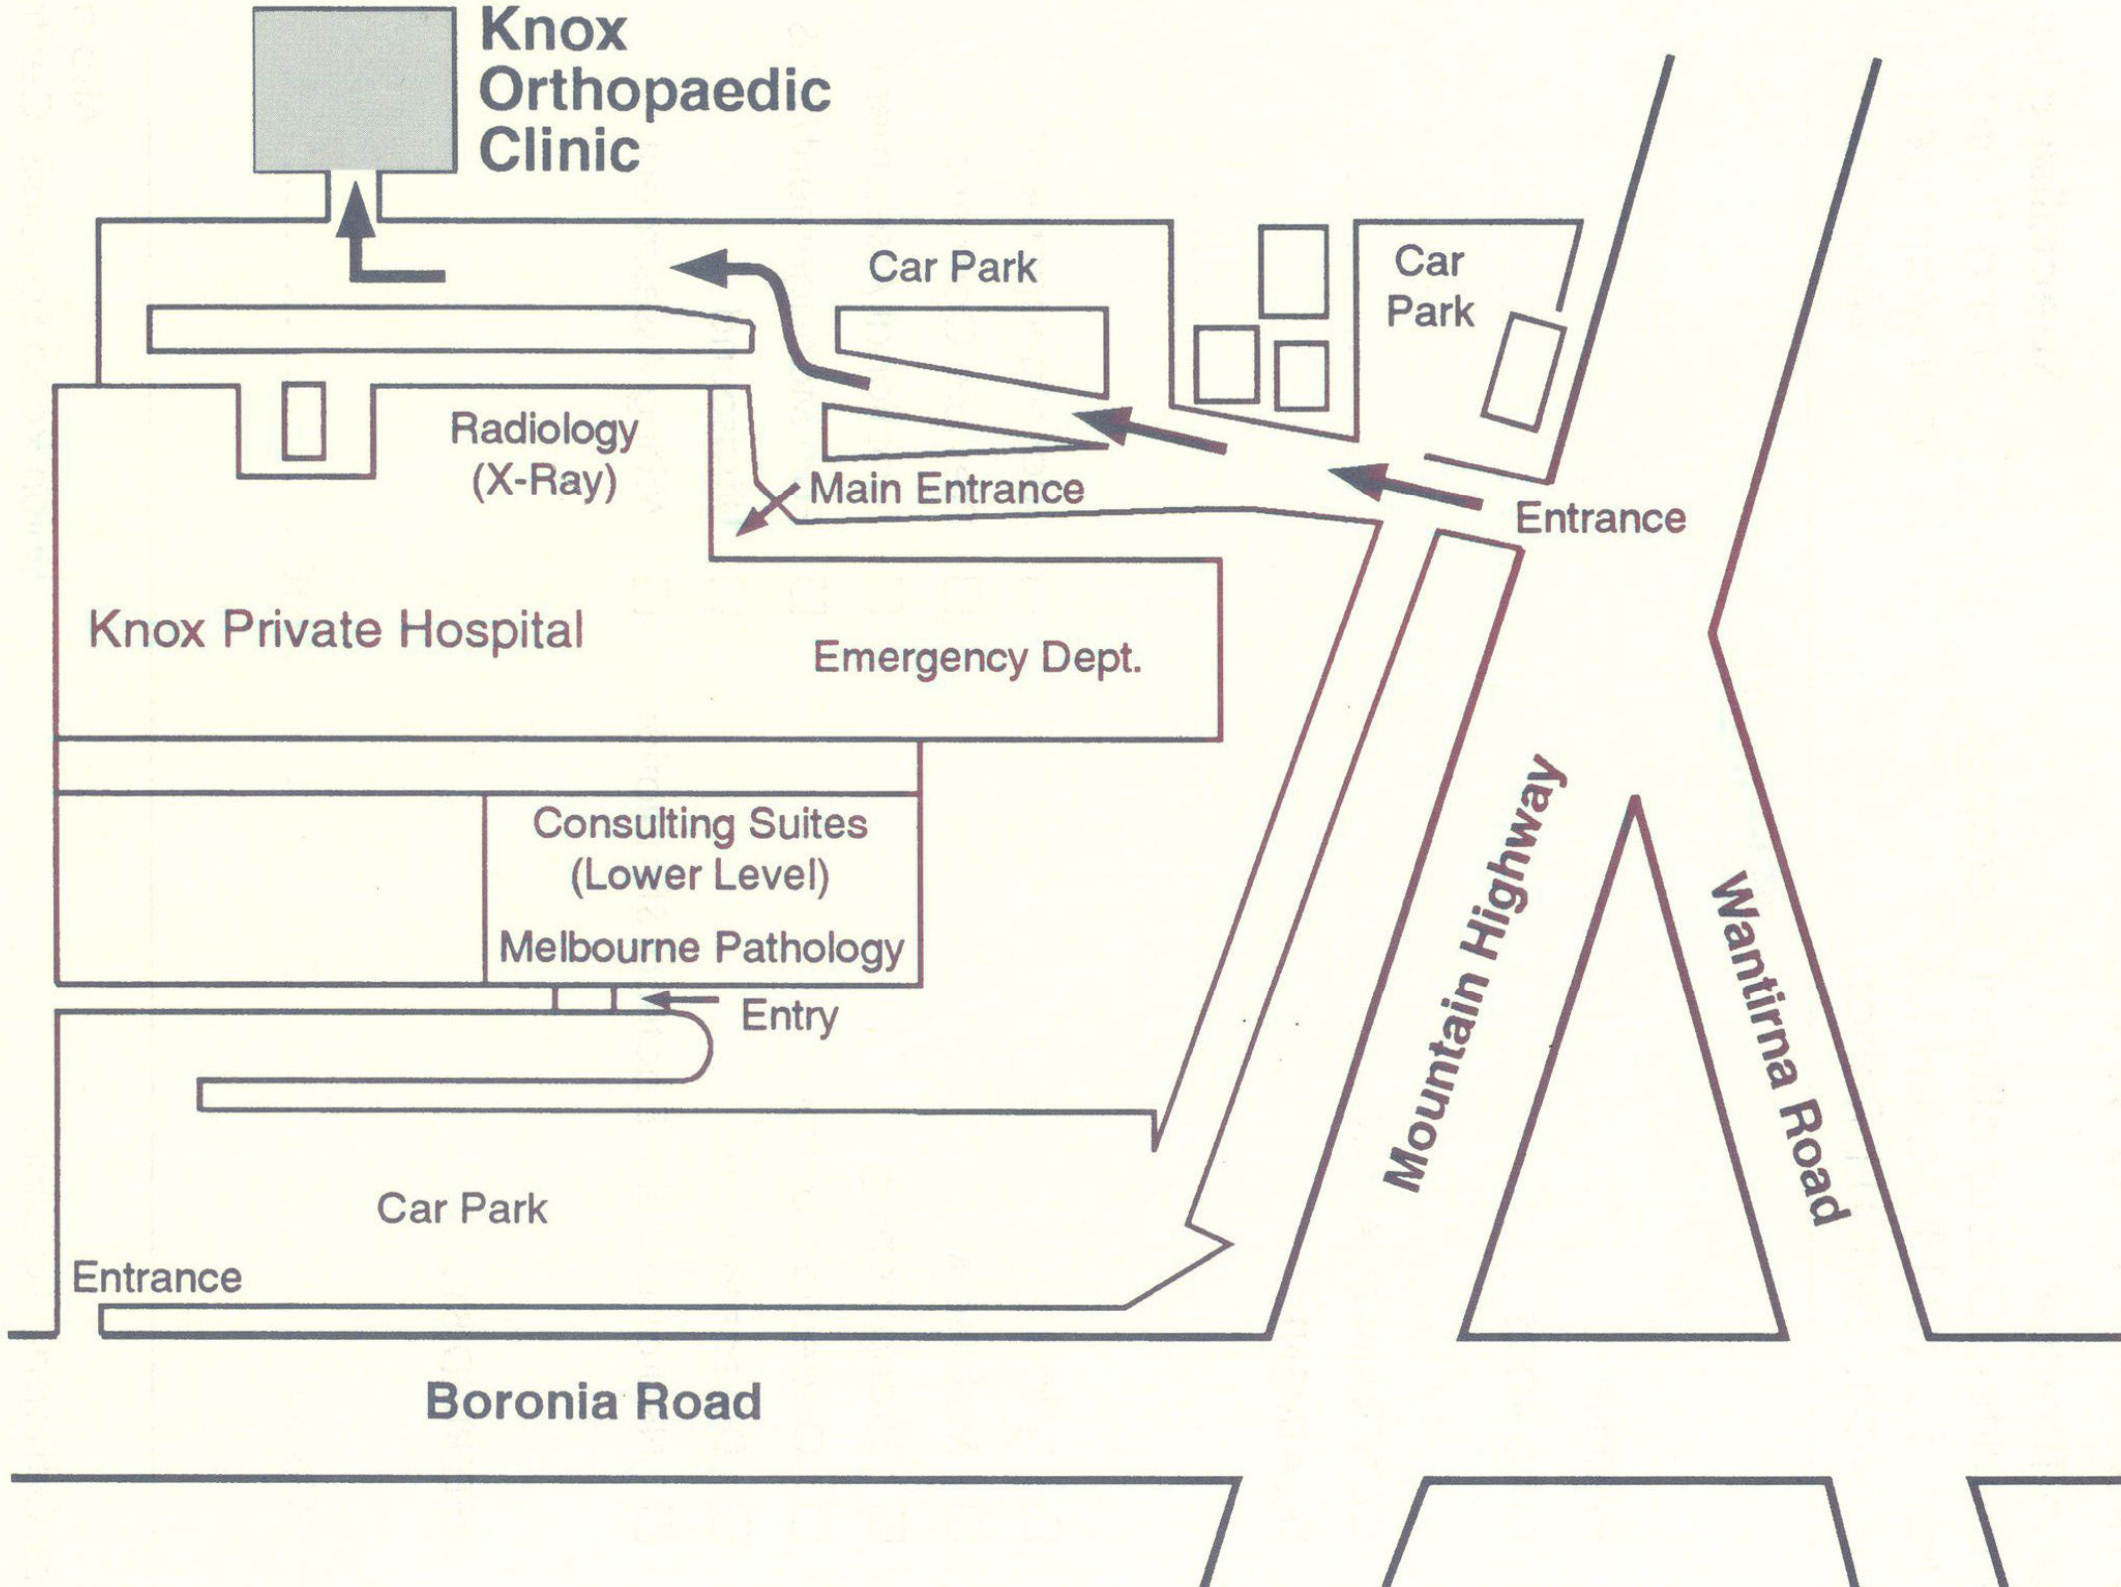 Knox
Orthopaedic
Clinic
Car Park
Car
Park
Radiology
(X-Ray)
Main Entrance
Entrance
Knox Private Hospital
Emergency Dept.
Consulting Suites
(Lower Level)
Melbourne Pathology
Entry
Mountain Highway
Wantirna Road
Car Park
Entrance
Boronia Road